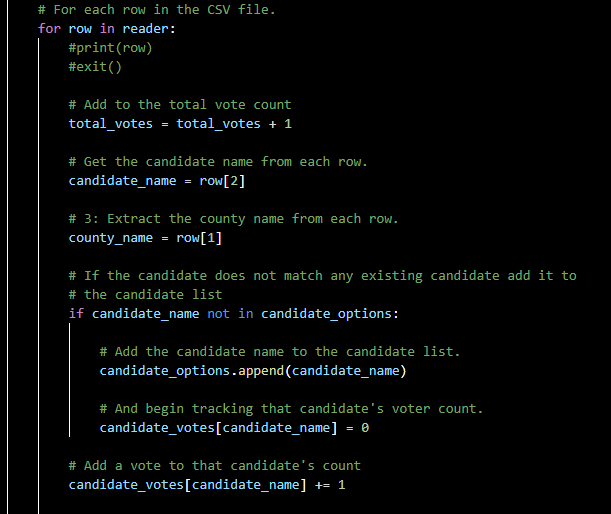 # For each row in the CSV file.
for row in reader:
#print(row)
#exit()
# Add to the total vote count
total_votes = total_votes + 1
# Get the candidate name from each row.
candidate_name = row[2]
# 3: Extract the county name from each row.
county_name = row[1]
# If the candidate does not match any existing candidate add it to
# the candidate list
if candidate_name not in candidate_options:
# Add the candidate name to the candidate list.
candidate_options.append(candidate_name)
# And begin tracking that candidate's voter count.
candidate_votes[candidate_name] = 0
# Add a vote to that candidate's count
candidate_votes[candidate_name] += 1